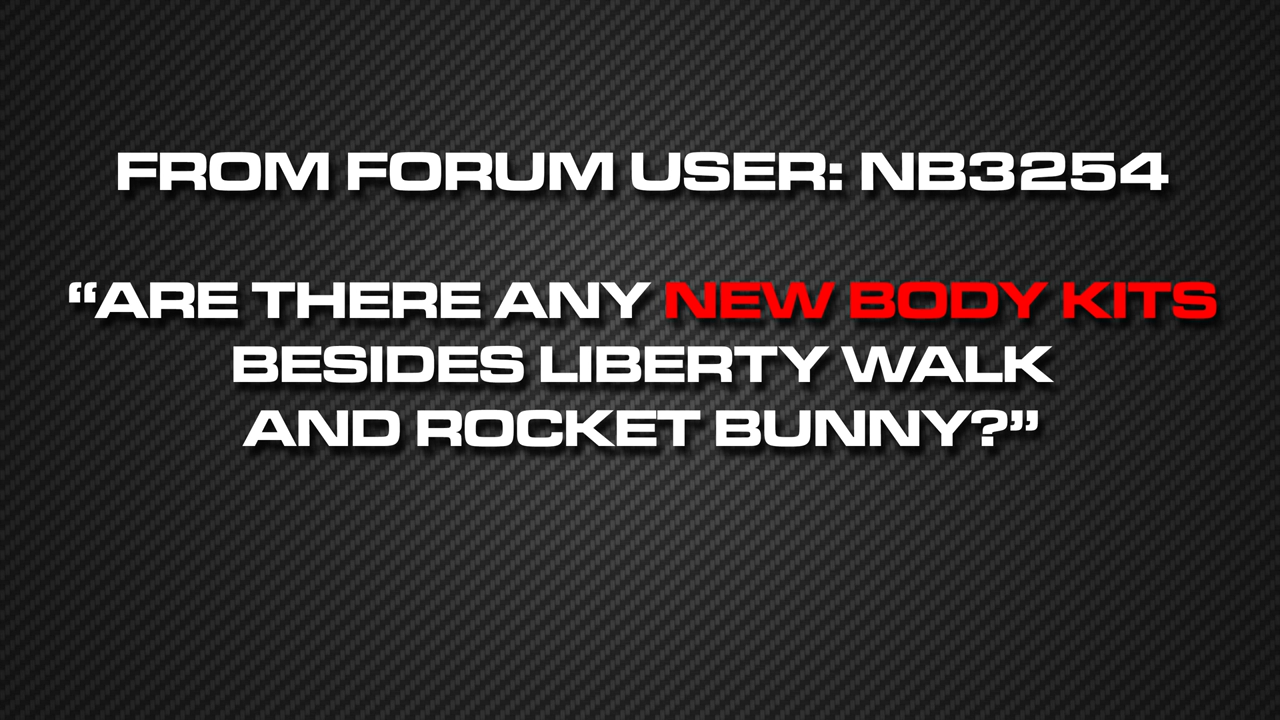 FROM FORUM USER: NB3254
“ARE THERE ANY NEW BODY KITS
BESIDES LIBERTY WALK
AND ROCKET BUNNY?”